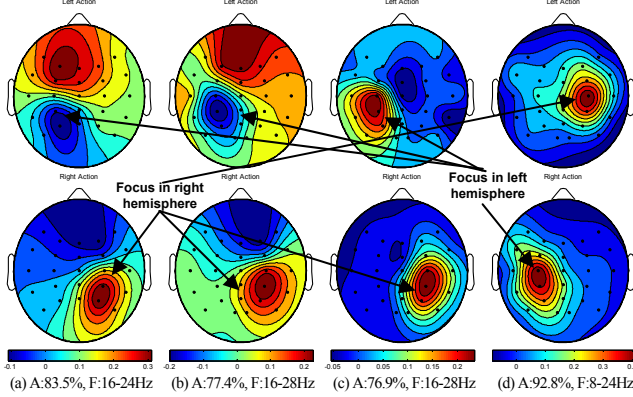 Left Action Left Action Left Action Left Action
Right Action Right Action Right Action Right Action
Focus in right
hemisphere
Focus in left
hemisphere
-0.1 0 0.1 0.2 0.3 -0.2 -0.1 0 0.1 0.2 -0.05 0 0.05 0.1 0.15 0.2 0 0.1 0.2 0.3
(a) A:83.5%, F:16-24Hz (b) A:77.4%, F:16-28Hz (c) A:76.9%, F:16-28Hz (d) A:92.8%, F:8-24Hz